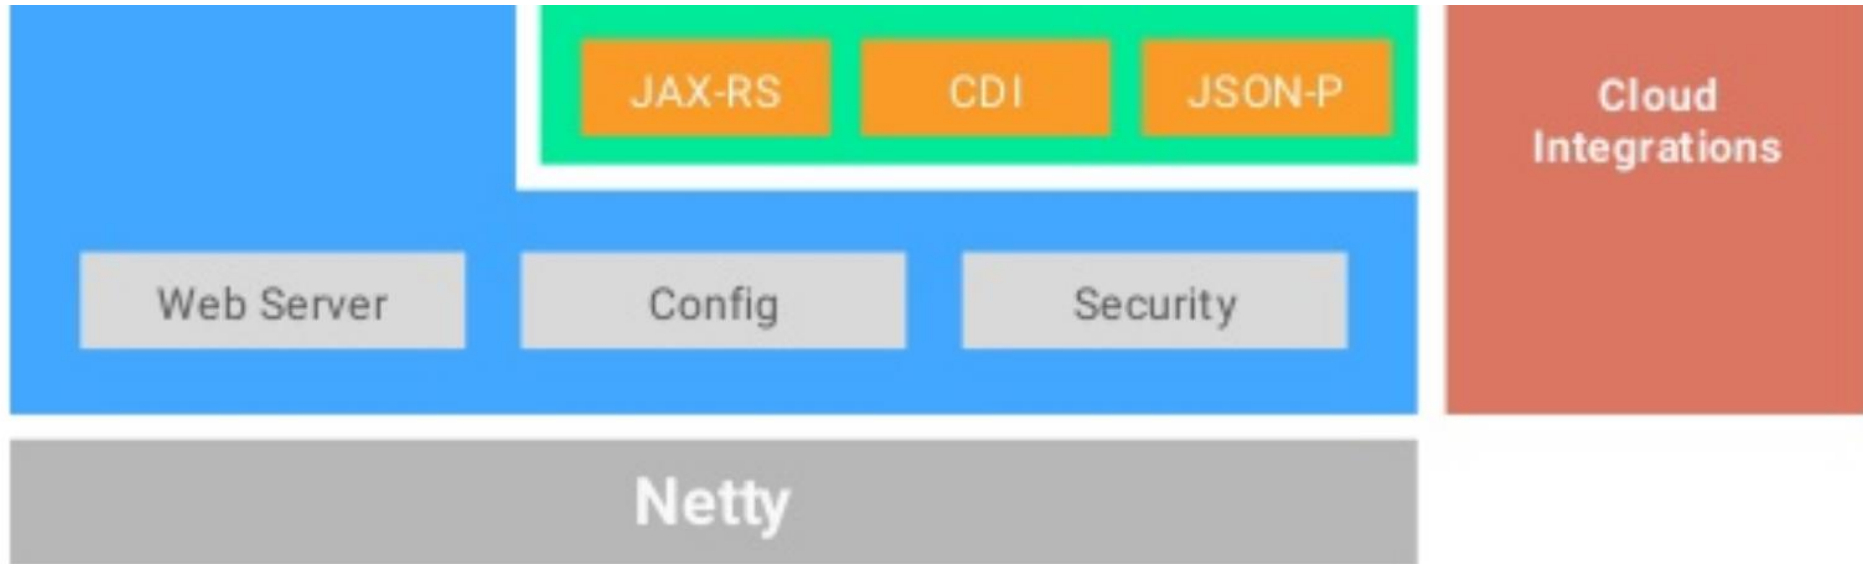 JAX-RS
CDI
JSON-P
Cloud
Integrations
Web Server
Config
Security
Netty